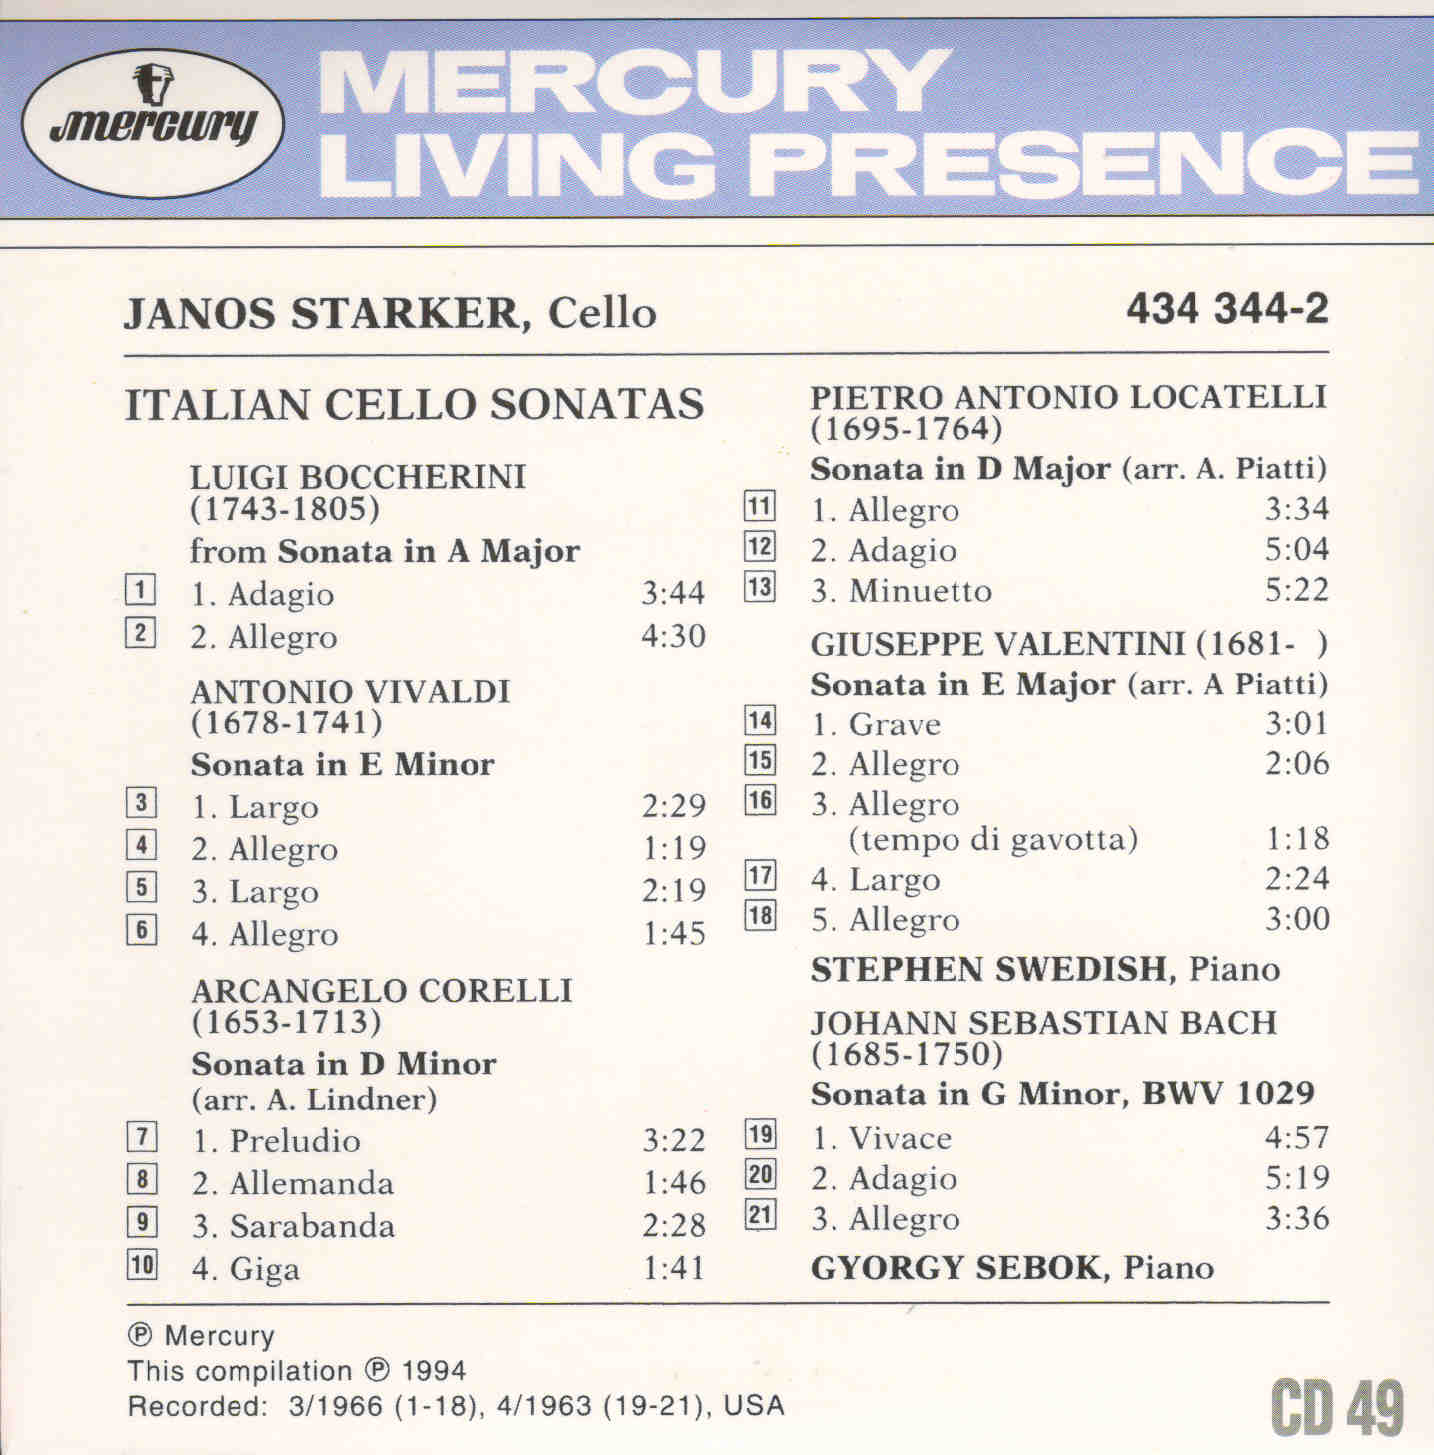 mercury
MERCURY
LIVING PRESENCE
JANOS STARKER, Cello
434 344-2
ITALIAN CELLO SONATAS
LUIGI BOCCHERINI
(1743-1805)
from Sonata in A Major
1 1. Adagio 3:44
2 2. Allegro 4:30
ANTONIO VIVALDI
(1678-1741)
Sonata in E Minor
3 1. Largo 2:29
4 2. Allegro 1:19
5 3. Largo 2:19
6 4. Allegro 1:45
ARCANGELO CORELLI
(1653-1713)
Sonata in D Minor
(arr. A. Lindner)
7 1. Preludio 3:22
8 2. Allemanda 1:46
9 3. Sarabanda 2:28
10 4. Giga 1:41
PIETRO ANTONIO LOCATELLI
(1695-1764)
Sonata in D Major (arr. A. Piatti)
11 1. Allegro 3:34
12 2. Adagio 5:04
13 3. Minuetto 5:22
GIUSEPPE VALENTINI (1681- )
Sonata in E Major (arr. A Piatti)
14 1. Grave 3:01
15 2. Allegro 2:06
16 3. Allegro
(tempo di gavotta) 1:18
17 4. Largo 2:24
18 5. Allegro 3:00
STEPHEN SWEDISH, Piano
JOHANN SEBASTIAN BACH
(1685-1750)
Sonata in G Minor, BWV 1029
19 1. Vivace 4:57
20 2. Adagio 5:19
21 3. Allegro 3:36
GYORGY SEBOK, Piano
℗ Mercury
This compilation ℗ 1994
Recorded: 3/1966 (1-18), 4/1963 (19-21), USA
CD 49